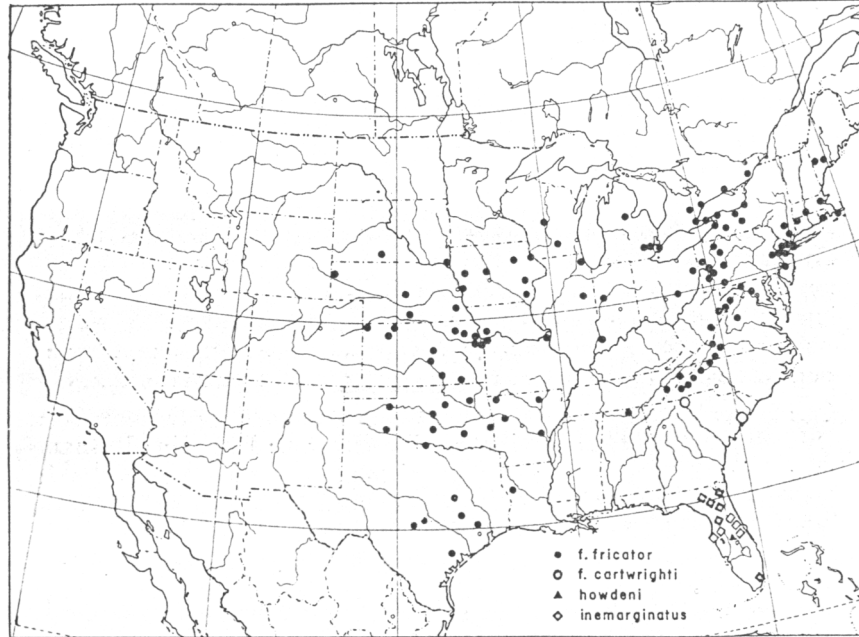 f. fricator
f. cartwrighti
howdeni
inemarginatus